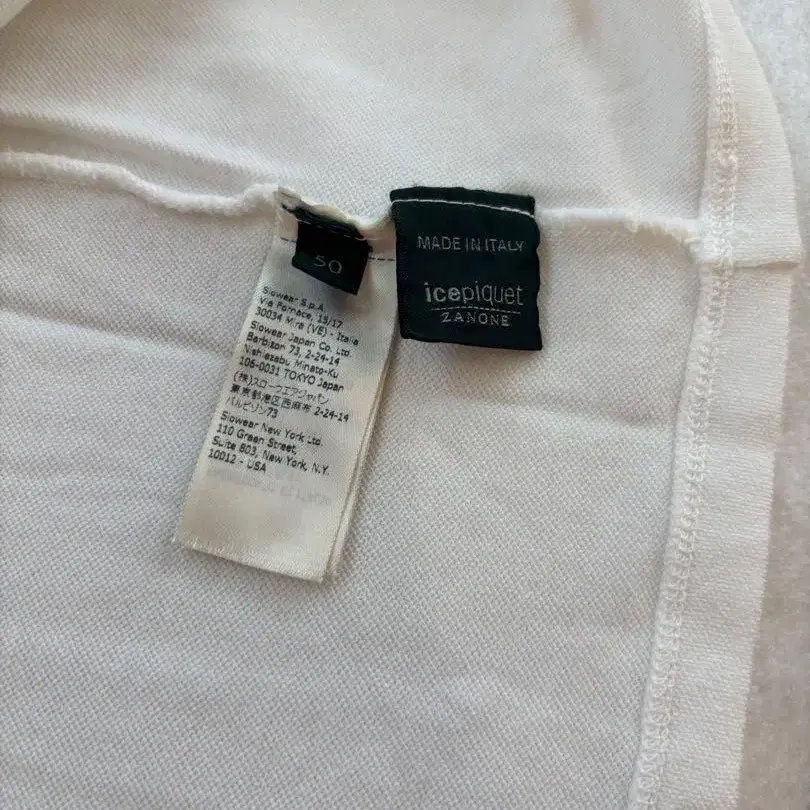 50
Slowear S.p.A.
Via Fornace, 15/17
30034 Mira (VE) - Italia
Slowear Japan Co. Ltd.
Barbizon 73, 2-24-14
Nishiazabu Minato-Ku
106-0031 TOKYO Japan
(株)スローウエアジャパン
東京都港区西麻布 2-24-14
バルビゾン73
Slowear New York Ltd.
110 Green Street,
Suite 803, New York, N.Y.
10012 - USA
MADE IN ITALY
icepiquet
ZANONE